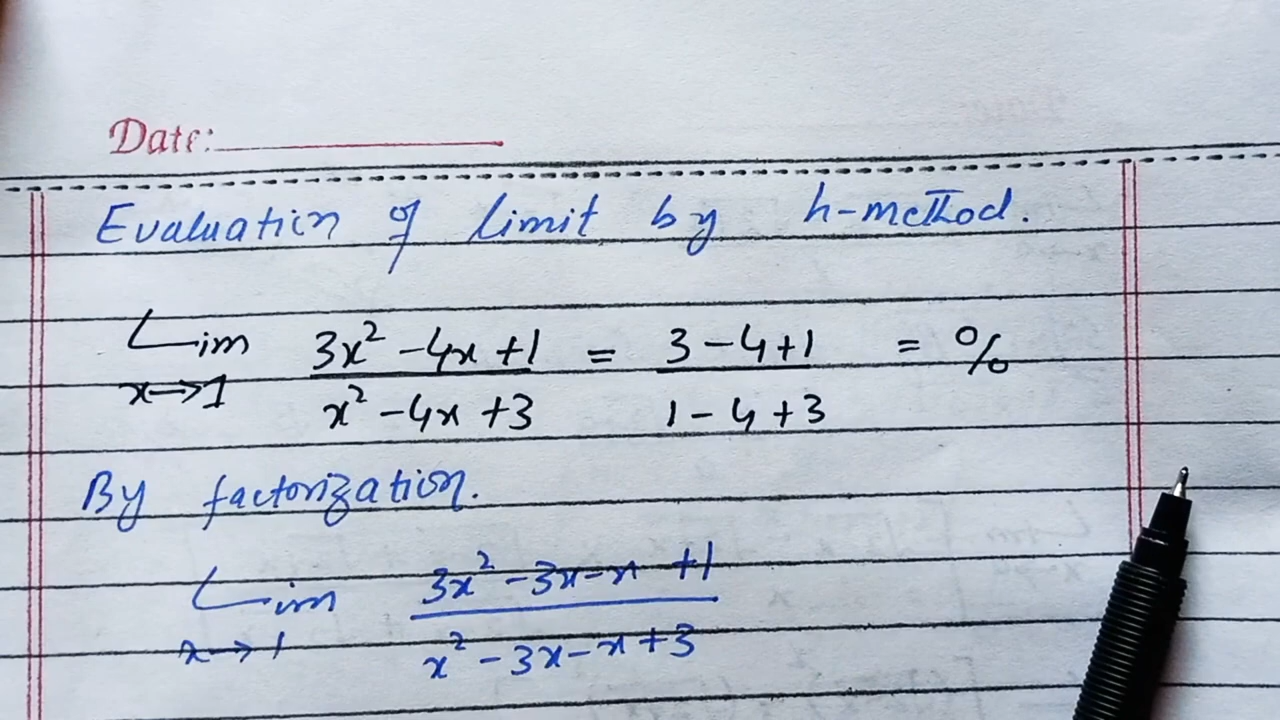 Date:
Evaluation of limit by h-method.
Lim x→1 (3x² - 4x + 1)/(x² - 4x + 3) = (3 - 4 + 1)/(1 - 4 + 3) = 0/0
By factorization.
Lim x→1 (3x² - 3x - x + 1)/(x² - 3x - x + 3)